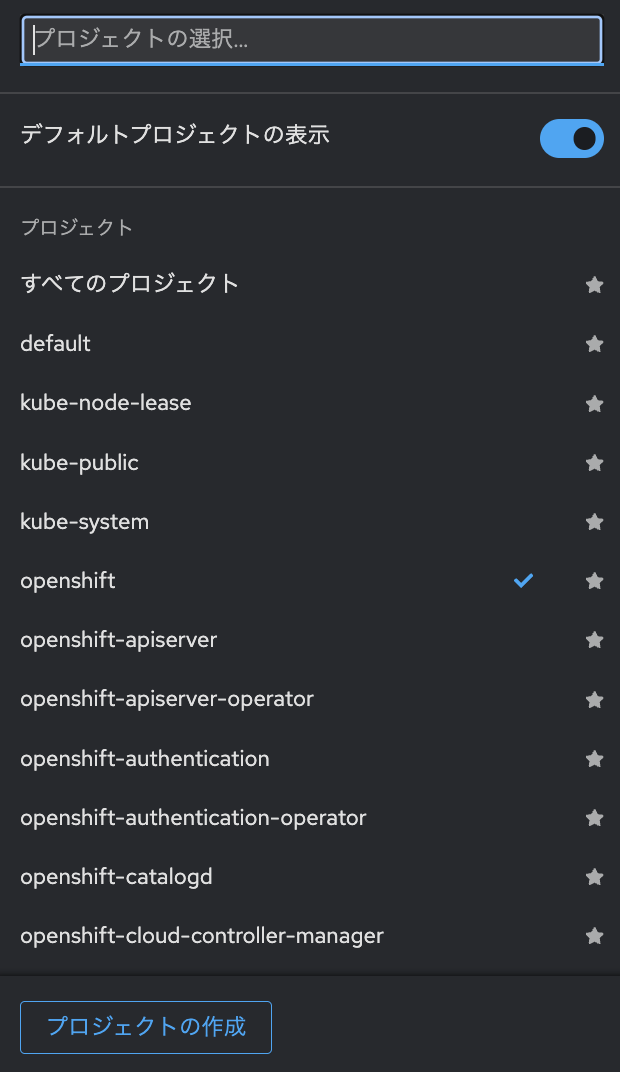 プロジェクトの選択...
デフォルトプロジェクトの表示
プロジェクト
すべてのプロジェクト
default
kube-node-lease
kube-public
kube-system
openshift
openshift-apiserver
openshift-apiserver-operator
openshift-authentication
openshift-authentication-operator
openshift-catalogd
openshift-cloud-controller-manager
プロジェクトの作成